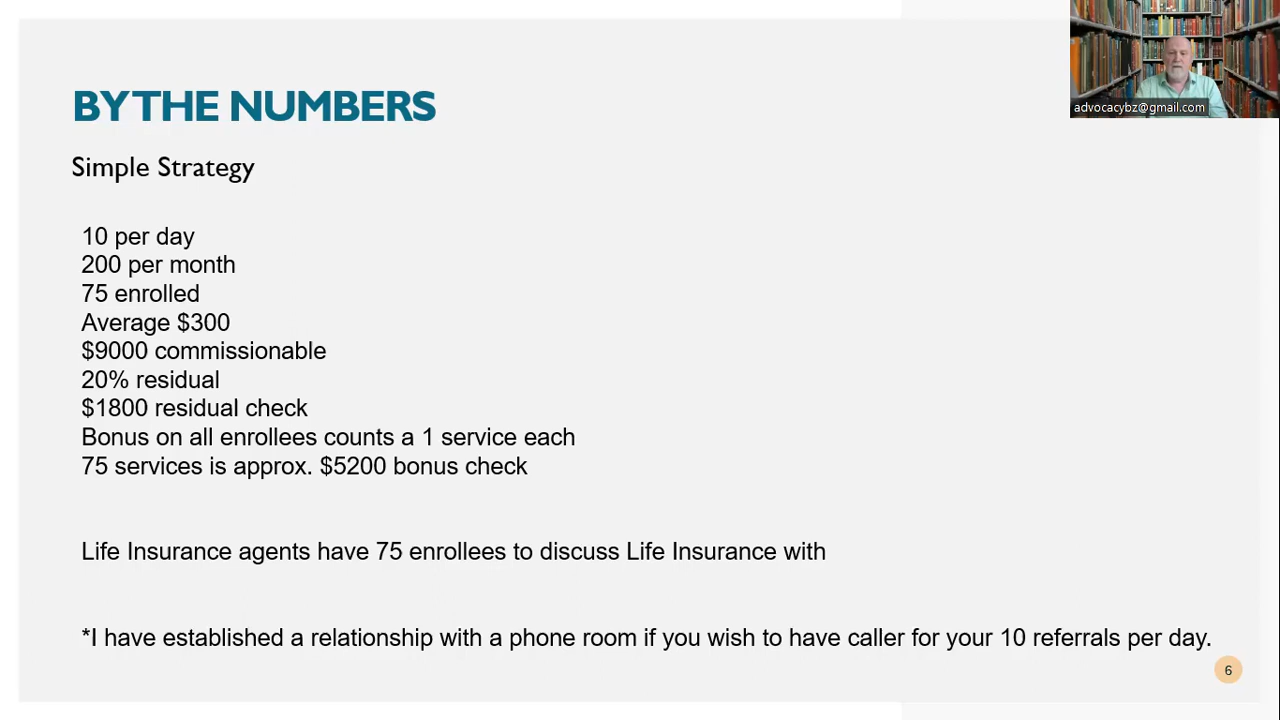 BY THE NUMBERS
advocacybz@gmail.com
Simple Strategy
10 per day
200 per month
75 enrolled
Average $300
$9000 commissionable
20% residual
$1800 residual check
Bonus on all enrollees counts a 1 service each
75 services is approx. $5200 bonus check
Life Insurance agents have 75 enrollees to discuss Life Insurance with
*I have established a relationship with a phone room if you wish to have caller for your 10 referrals per day.
6